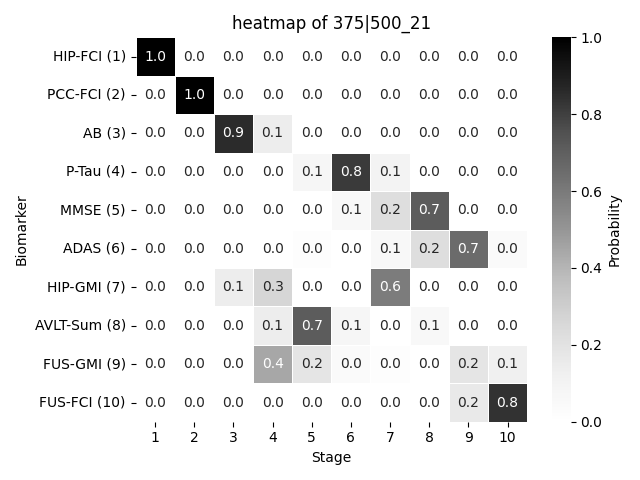 heatmap of 375|500_21
HIP-FCI (1) 1.0 0.0 0.0 0.0 0.0 0.0 0.0 0.0 0.0 0.0
PCC-FCI (2) 0.0 1.0 0.0 0.0 0.0 0.0 0.0 0.0 0.0 0.0
AB (3) 0.0 0.0 0.9 0.1 0.0 0.0 0.0 0.0 0.0 0.0
P-Tau (4) 0.0 0.0 0.0 0.0 0.1 0.8 0.1 0.0 0.0 0.0
MMSE (5) 0.0 0.0 0.0 0.0 0.0 0.1 0.2 0.7 0.0 0.0
ADAS (6) 0.0 0.0 0.0 0.0 0.0 0.0 0.1 0.2 0.7 0.0
HIP-GMI (7) 0.0 0.0 0.1 0.3 0.0 0.0 0.6 0.0 0.0 0.0
AVLT-Sum (8) 0.0 0.0 0.0 0.1 0.7 0.1 0.0 0.1 0.0 0.0
FUS-GMI (9) 0.0 0.0 0.0 0.4 0.2 0.0 0.0 0.0 0.2 0.1
FUS-FCI (10) 0.0 0.0 0.0 0.0 0.0 0.0 0.0 0.0 0.2 0.8
1 2 3 4 5 6 7 8 9 10
Stage
Biomarker
1.0
0.8
0.6
0.4
0.2
0.0
Probability